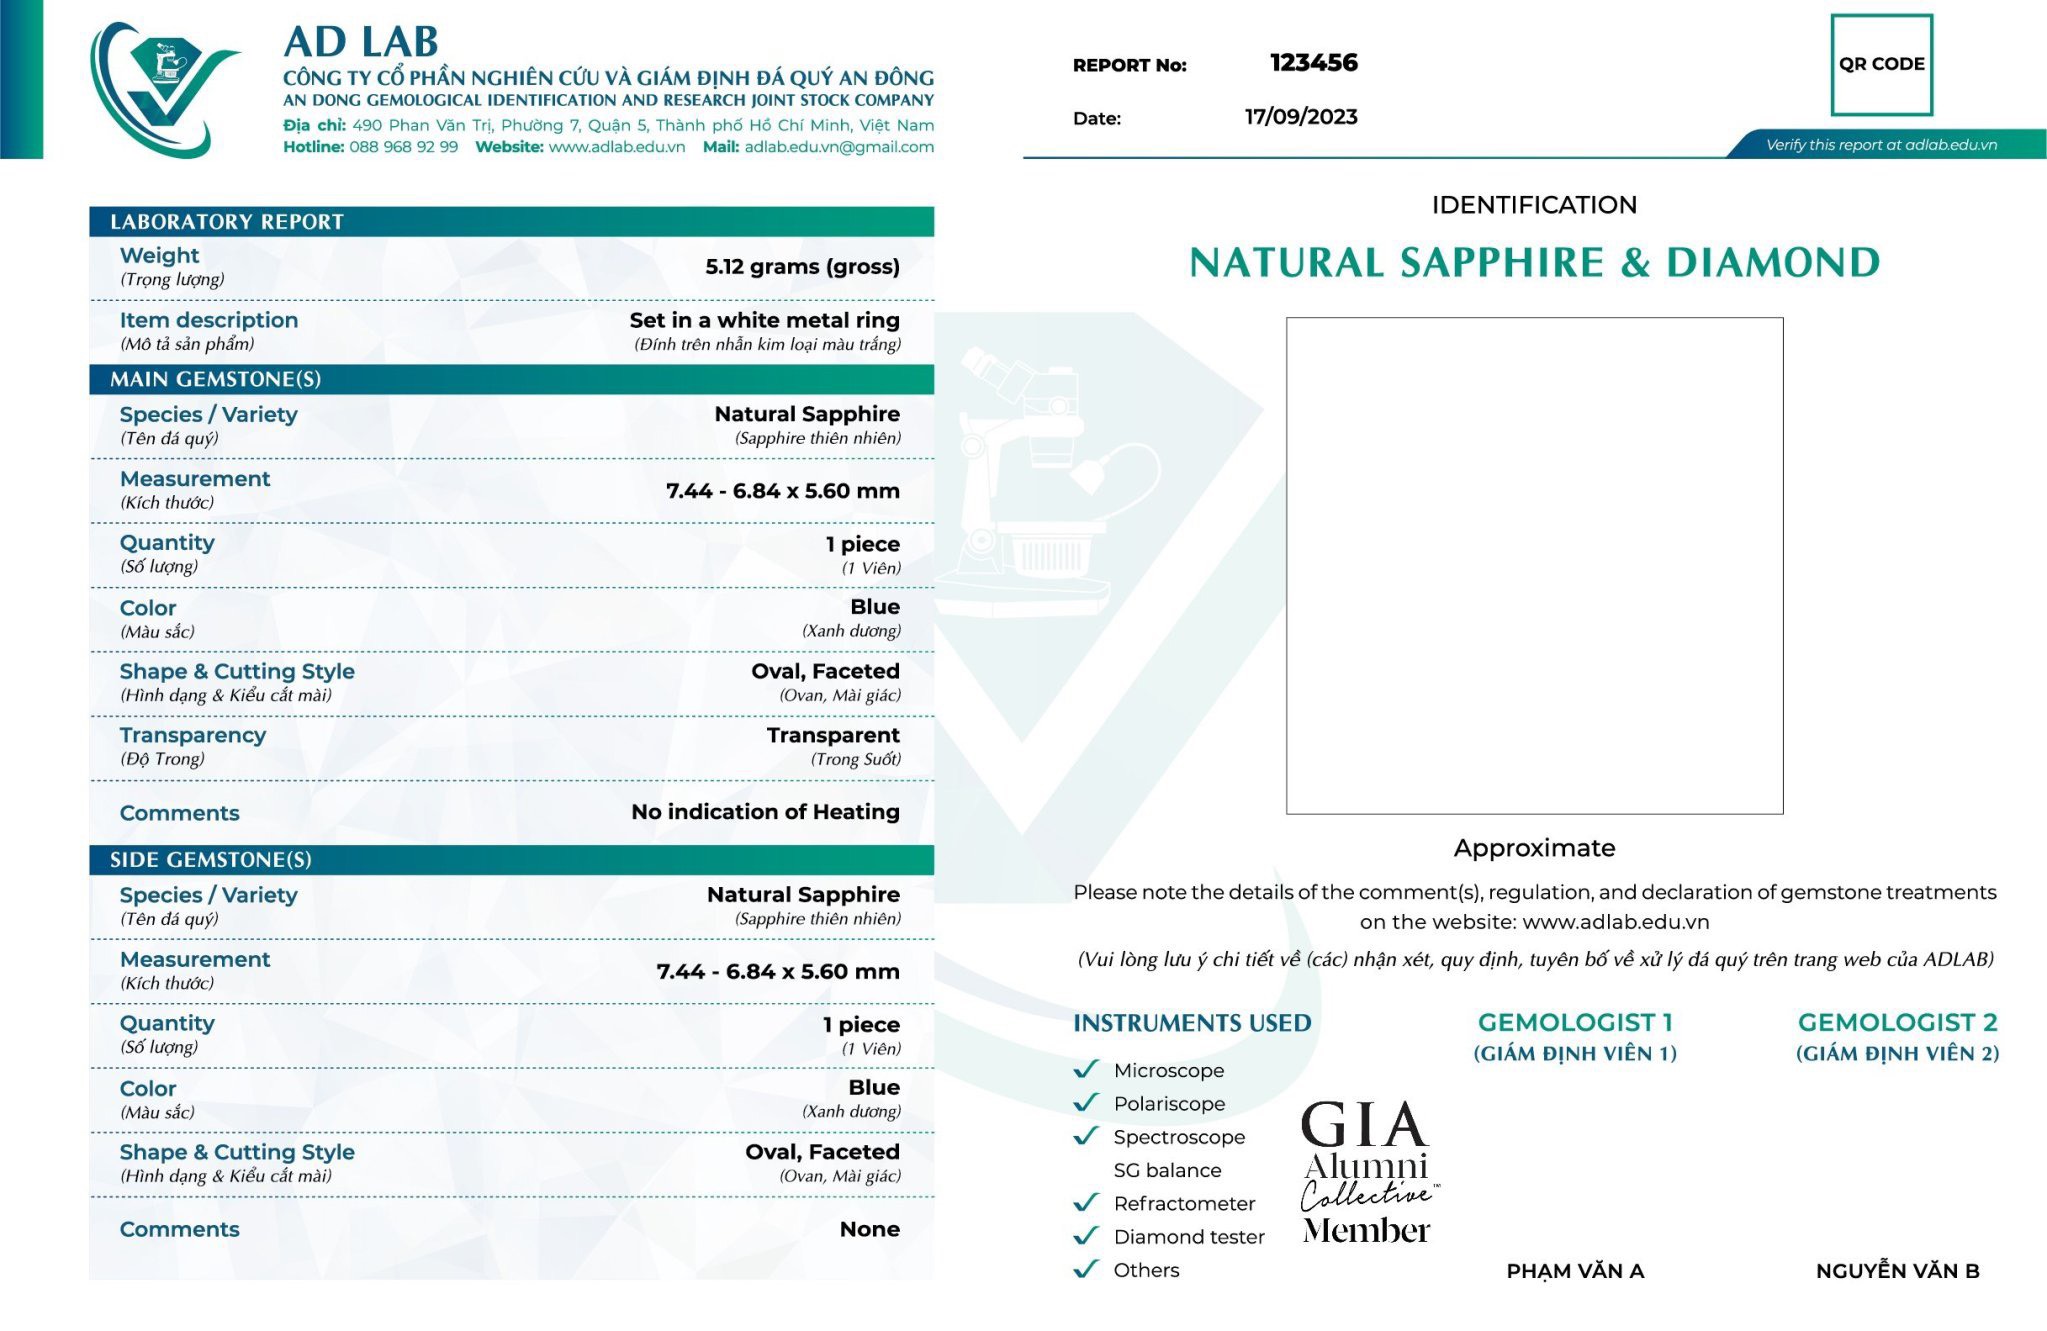 AD LAB
CÔNG TY CỔ PHẦN NGHIÊN CỨU VÀ GIÁM ĐỊNH ĐÁ QUÝ AN ĐÔNG
AN DONG GEMOLOGICAL IDENTIFICATION AND RESEARCH JOINT STOCK COMPANY
Địa chỉ: 490 Phan Văn Trị, Phường 7, Quận 5, Thành phố Hồ Chí Minh, Việt Nam
Hotline: 088 968 92 99 Website: www.adlab.edu.vn Mail: adlab.edu.vn@gmail.com
REPORT No: 123456
Date: 17/09/2023
QR CODE
Verify this report at adlab.edu.vn
LABORATORY REPORT
Weight
(Trọng lượng)
5.12 grams (gross)
Item description
(Mô tả sản phẩm)
Set in a white metal ring
(Đính trên nhẫn kim loại màu trắng)
MAIN GEMSTONE(S)
Species / Variety
(Tên đá quý)
Natural Sapphire
(Sapphire thiên nhiên)
Measurement
(Kích thước)
7.44 - 6.84 x 5.60 mm
Quantity
(Số lượng)
1 piece
(1 Viên)
Color
(Màu sắc)
Blue
(Xanh dương)
Shape & Cutting Style
(Hình dạng & Kiểu cắt mài)
Oval, Faceted
(Ovan, Mài giác)
Transparency
(Độ Trong)
Transparent
(Trong Suốt)
Comments
No indication of Heating
SIDE GEMSTONE(S)
Species / Variety
(Tên đá quý)
Natural Sapphire
(Sapphire thiên nhiên)
Measurement
(Kích thước)
7.44 - 6.84 x 5.60 mm
Quantity
(Số lượng)
1 piece
(1 Viên)
Color
(Màu sắc)
Blue
(Xanh dương)
Shape & Cutting Style
(Hình dạng & Kiểu cắt mài)
Oval, Faceted
(Ovan, Mài giác)
Comments
None
IDENTIFICATION
NATURAL SAPPHIRE & DIAMOND
Approximate
Please note the details of the comment(s), regulation, and declaration of gemstone treatments
on the website: www.adlab.edu.vn
(Vui lòng lưu ý chi tiết về (các) nhận xét, quy định, tuyên bố về xử lý đá quý trên trang web của ADLAB)
INSTRUMENTS USED
✓ Microscope
✓ Polariscope
✓ Spectroscope
SG balance
✓ Refractometer
✓ Diamond tester
✓ Others
GIA
Alumni
Collective™
Member
GEMOLOGIST 1
(GIÁM ĐỊNH VIÊN 1)
PHẠM VĂN A
GEMOLOGIST 2
(GIÁM ĐỊNH VIÊN 2)
NGUYỄN VĂN B